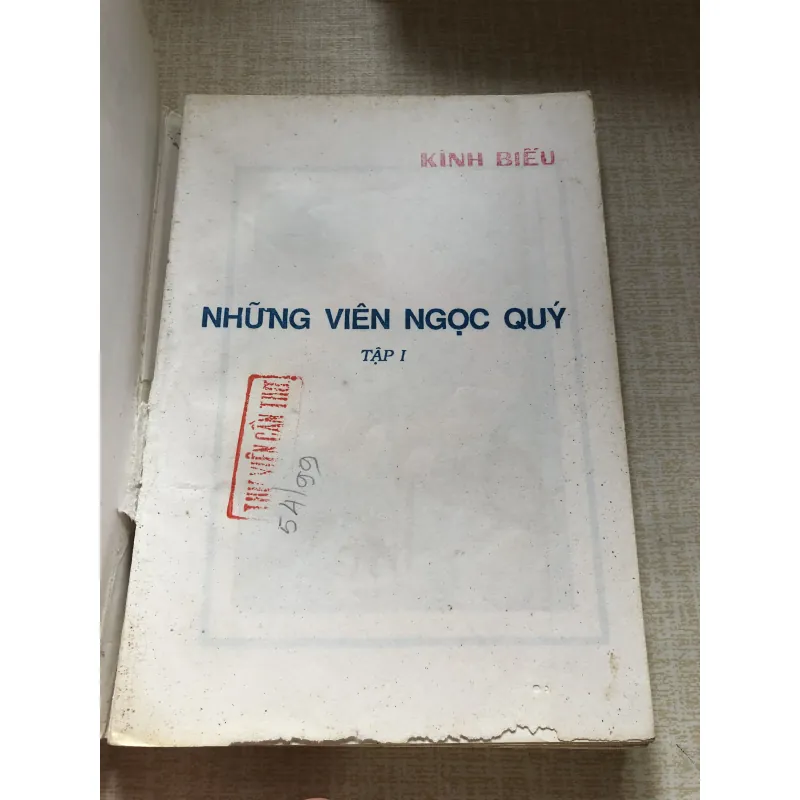 KÍNH BIẾU
NHỮNG VIÊN NGỌC QUÝ
TẬP I
THƯ VIỆN CẦN THƠ
54/99